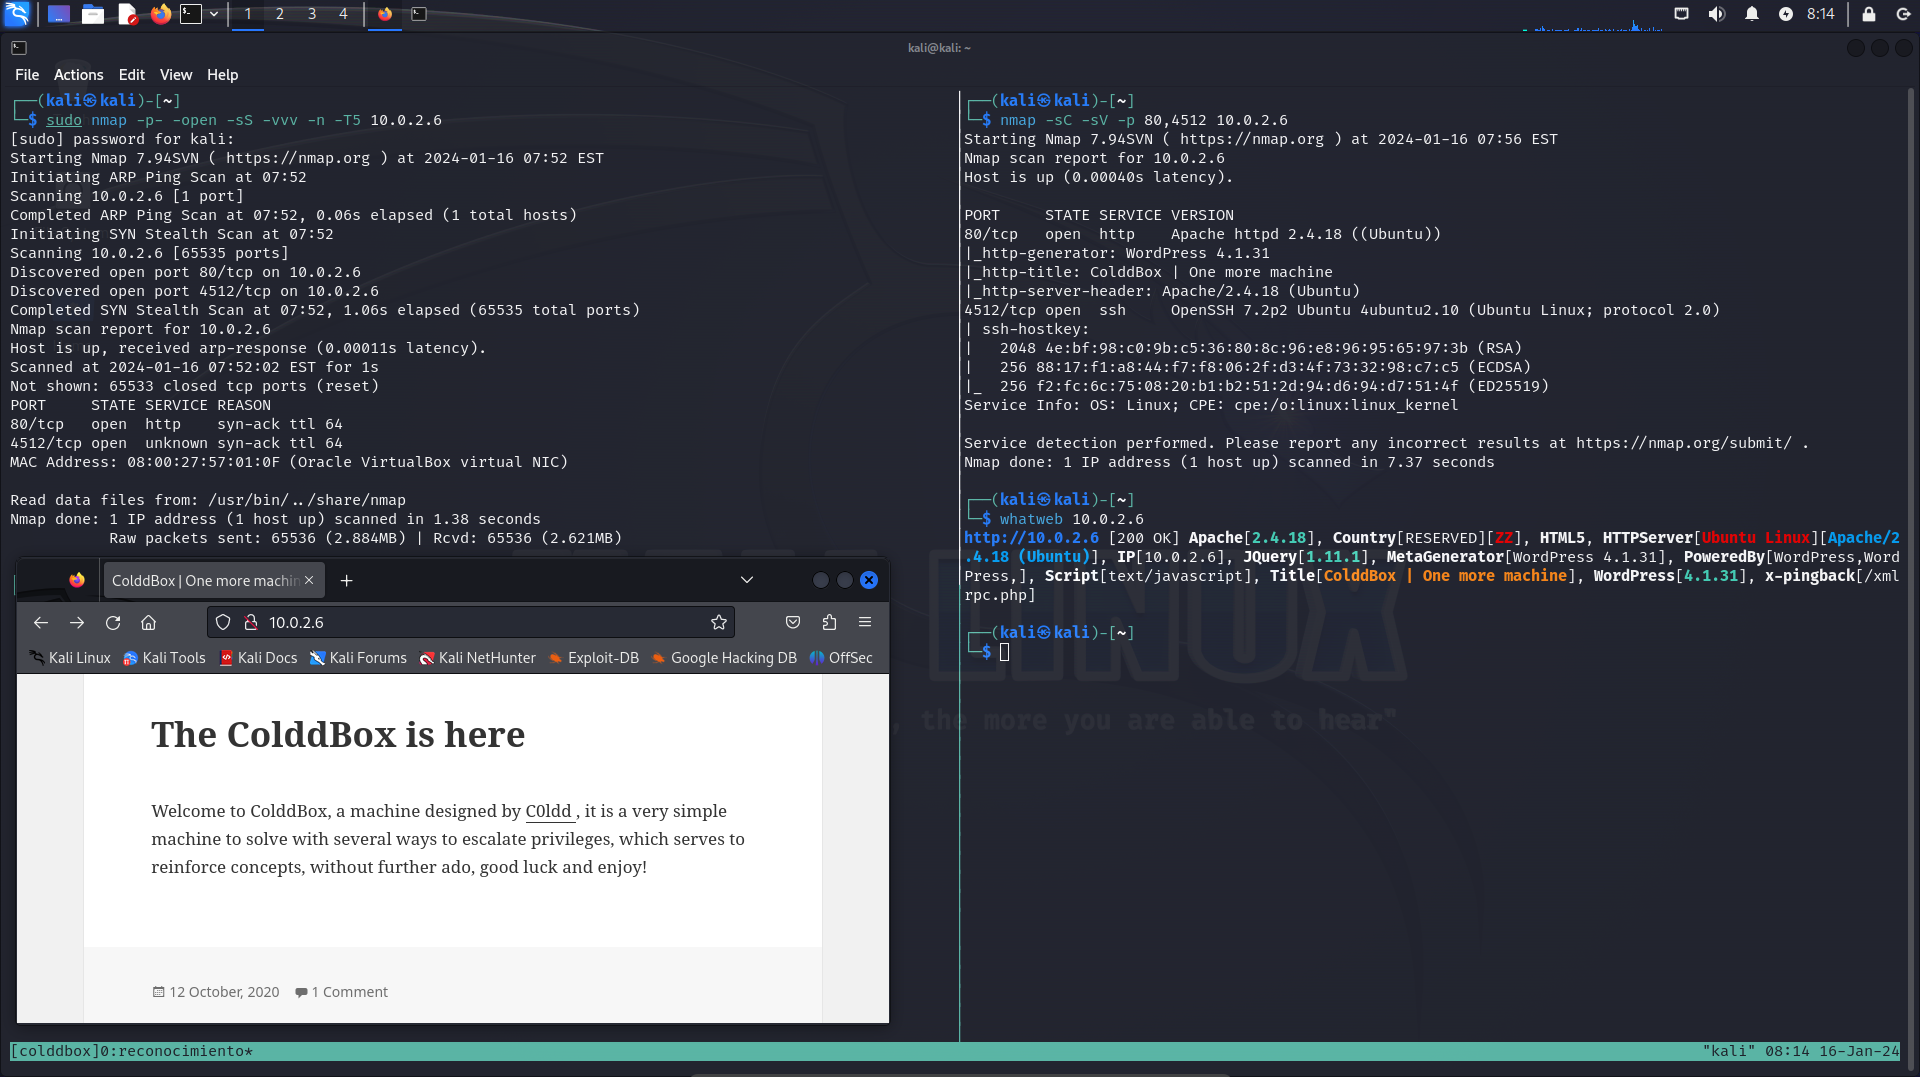 1 2 3 4
8:14
kali@kali: ~
File Actions Edit View Help
┌──(kali㉿kali)-[~]
└─$ sudo nmap -p- -open -sS -vvv -n -T5 10.0.2.6
[sudo] password for kali:
Starting Nmap 7.94SVN ( https://nmap.org ) at 2024-01-16 07:52 EST
Initiating ARP Ping Scan at 07:52
Scanning 10.0.2.6 [1 port]
Completed ARP Ping Scan at 07:52, 0.06s elapsed (1 total hosts)
Initiating SYN Stealth Scan at 07:52
Scanning 10.0.2.6 [65535 ports]
Discovered open port 80/tcp on 10.0.2.6
Discovered open port 4512/tcp on 10.0.2.6
Completed SYN Stealth Scan at 07:52, 1.06s elapsed (65535 total ports)
Nmap scan report for 10.0.2.6
Host is up, received arp-response (0.00011s latency).
Scanned at 2024-01-16 07:52:02 EST for 1s
Not shown: 65533 closed tcp ports (reset)
PORT     STATE SERVICE REASON
80/tcp   open  http    syn-ack ttl 64
4512/tcp open  unknown syn-ack ttl 64
MAC Address: 08:00:27:57:01:0F (Oracle VirtualBox virtual NIC)
Read data files from: /usr/bin/../share/nmap
Nmap done: 1 IP address (1 host up) scanned in 1.38 seconds
Raw packets sent: 65536 (2.884MB) | Rcvd: 65536 (2.621MB)
┌──(kali㉿kali)-[~]
└─$ nmap -sC -sV -p 80,4512 10.0.2.6
Starting Nmap 7.94SVN ( https://nmap.org ) at 2024-01-16 07:56 EST
Nmap scan report for 10.0.2.6
Host is up (0.00040s latency).
PORT     STATE SERVICE VERSION
80/tcp   open  http    Apache httpd 2.4.18 ((Ubuntu))
|_http-generator: WordPress 4.1.31
|_http-title: ColddBox | One more machine
|_http-server-header: Apache/2.4.18 (Ubuntu)
4512/tcp open  ssh     OpenSSH 7.2p2 Ubuntu 4ubuntu2.10 (Ubuntu Linux; protocol 2.0)
| ssh-hostkey:
|   2048 4e:bf:98:c0:9b:c5:36:80:8c:96:e8:96:95:65:97:3b (RSA)
|   256 88:17:f1:a8:44:f7:f8:06:2f:d3:4f:73:32:98:c7:c5 (ECDSA)
|_  256 f2:fc:6c:75:08:20:b1:b2:51:2d:94:d6:94:d7:51:4f (ED25519)
Service Info: OS: Linux; CPE: cpe:/o:linux:linux_kernel
Service detection performed. Please report any incorrect results at https://nmap.org/submit/ .
Nmap done: 1 IP address (1 host up) scanned in 7.37 seconds
┌──(kali㉿kali)-[~]
└─$ whatweb 10.0.2.6
http://10.0.2.6 [200 OK] Apache[2.4.18], Country[RESERVED][ZZ], HTML5, HTTPServer[Ubuntu Linux][Apache/2
.4.18 (Ubuntu)], IP[10.0.2.6], JQuery[1.11.1], MetaGenerator[WordPress 4.1.31], PoweredBy[WordPress,Word
Press,], Script[text/javascript], Title[ColddBox | One more machine], WordPress[4.1.31], x-pingback[/xml
rpc.php]
┌──(kali㉿kali)-[~]
└─$
LINUX
, the more you are able to hear"
ColddBox | One more machin
10.0.2.6
Kali Linux Kali Tools Kali Docs Kali Forums Kali NetHunter Exploit-DB Google Hacking DB OffSec
The ColddBox is here
Welcome to ColddBox, a machine designed by C0ldd , it is a very simple
machine to solve with several ways to escalate privileges, which serves to
reinforce concepts, without further ado, good luck and enjoy!
12 October, 2020 1 Comment
[colddbox]0:reconocimiento* "kali" 08:14 16-Jan-24